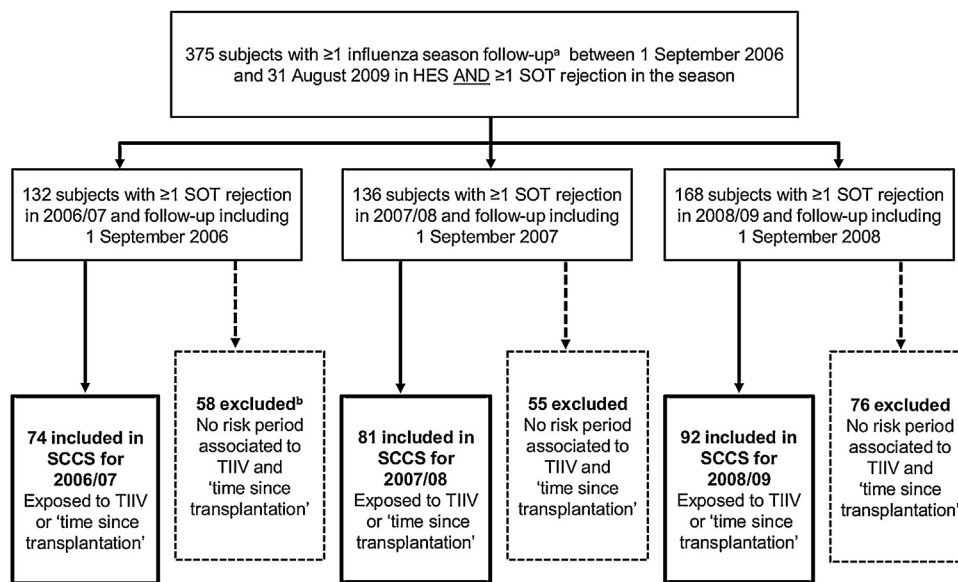 375 subjects with ≥1 influenza season follow-upᵃ between 1 September 2006
and 31 August 2009 in HES AND ≥1 SOT rejection in the season
132 subjects with ≥1 SOT rejection
in 2006/07 and follow-up including
1 September 2006
136 subjects with ≥1 SOT rejection
in 2007/08 and follow-up including
1 September 2007
168 subjects with ≥1 SOT rejection
in 2008/09 and follow-up including
1 September 2008
74 included in
SCCS for
2006/07
Exposed to TIIV
or ‘time since
transplantation’
58 excludedᵇ
No risk period
associated to
TIIV and
‘time since
transplantation’
81 included in
SCCS for
2007/08
Exposed to TIIV
or ‘time since
transplantation’
55 excluded
No risk period
associated to
TIIV and
‘time since
transplantation’
92 included in
SCCS for
2008/09
Exposed to TIIV
or ‘time since
transplantation’
76 excluded
No risk period
associated to
TIIV and
‘time since
transplantation’